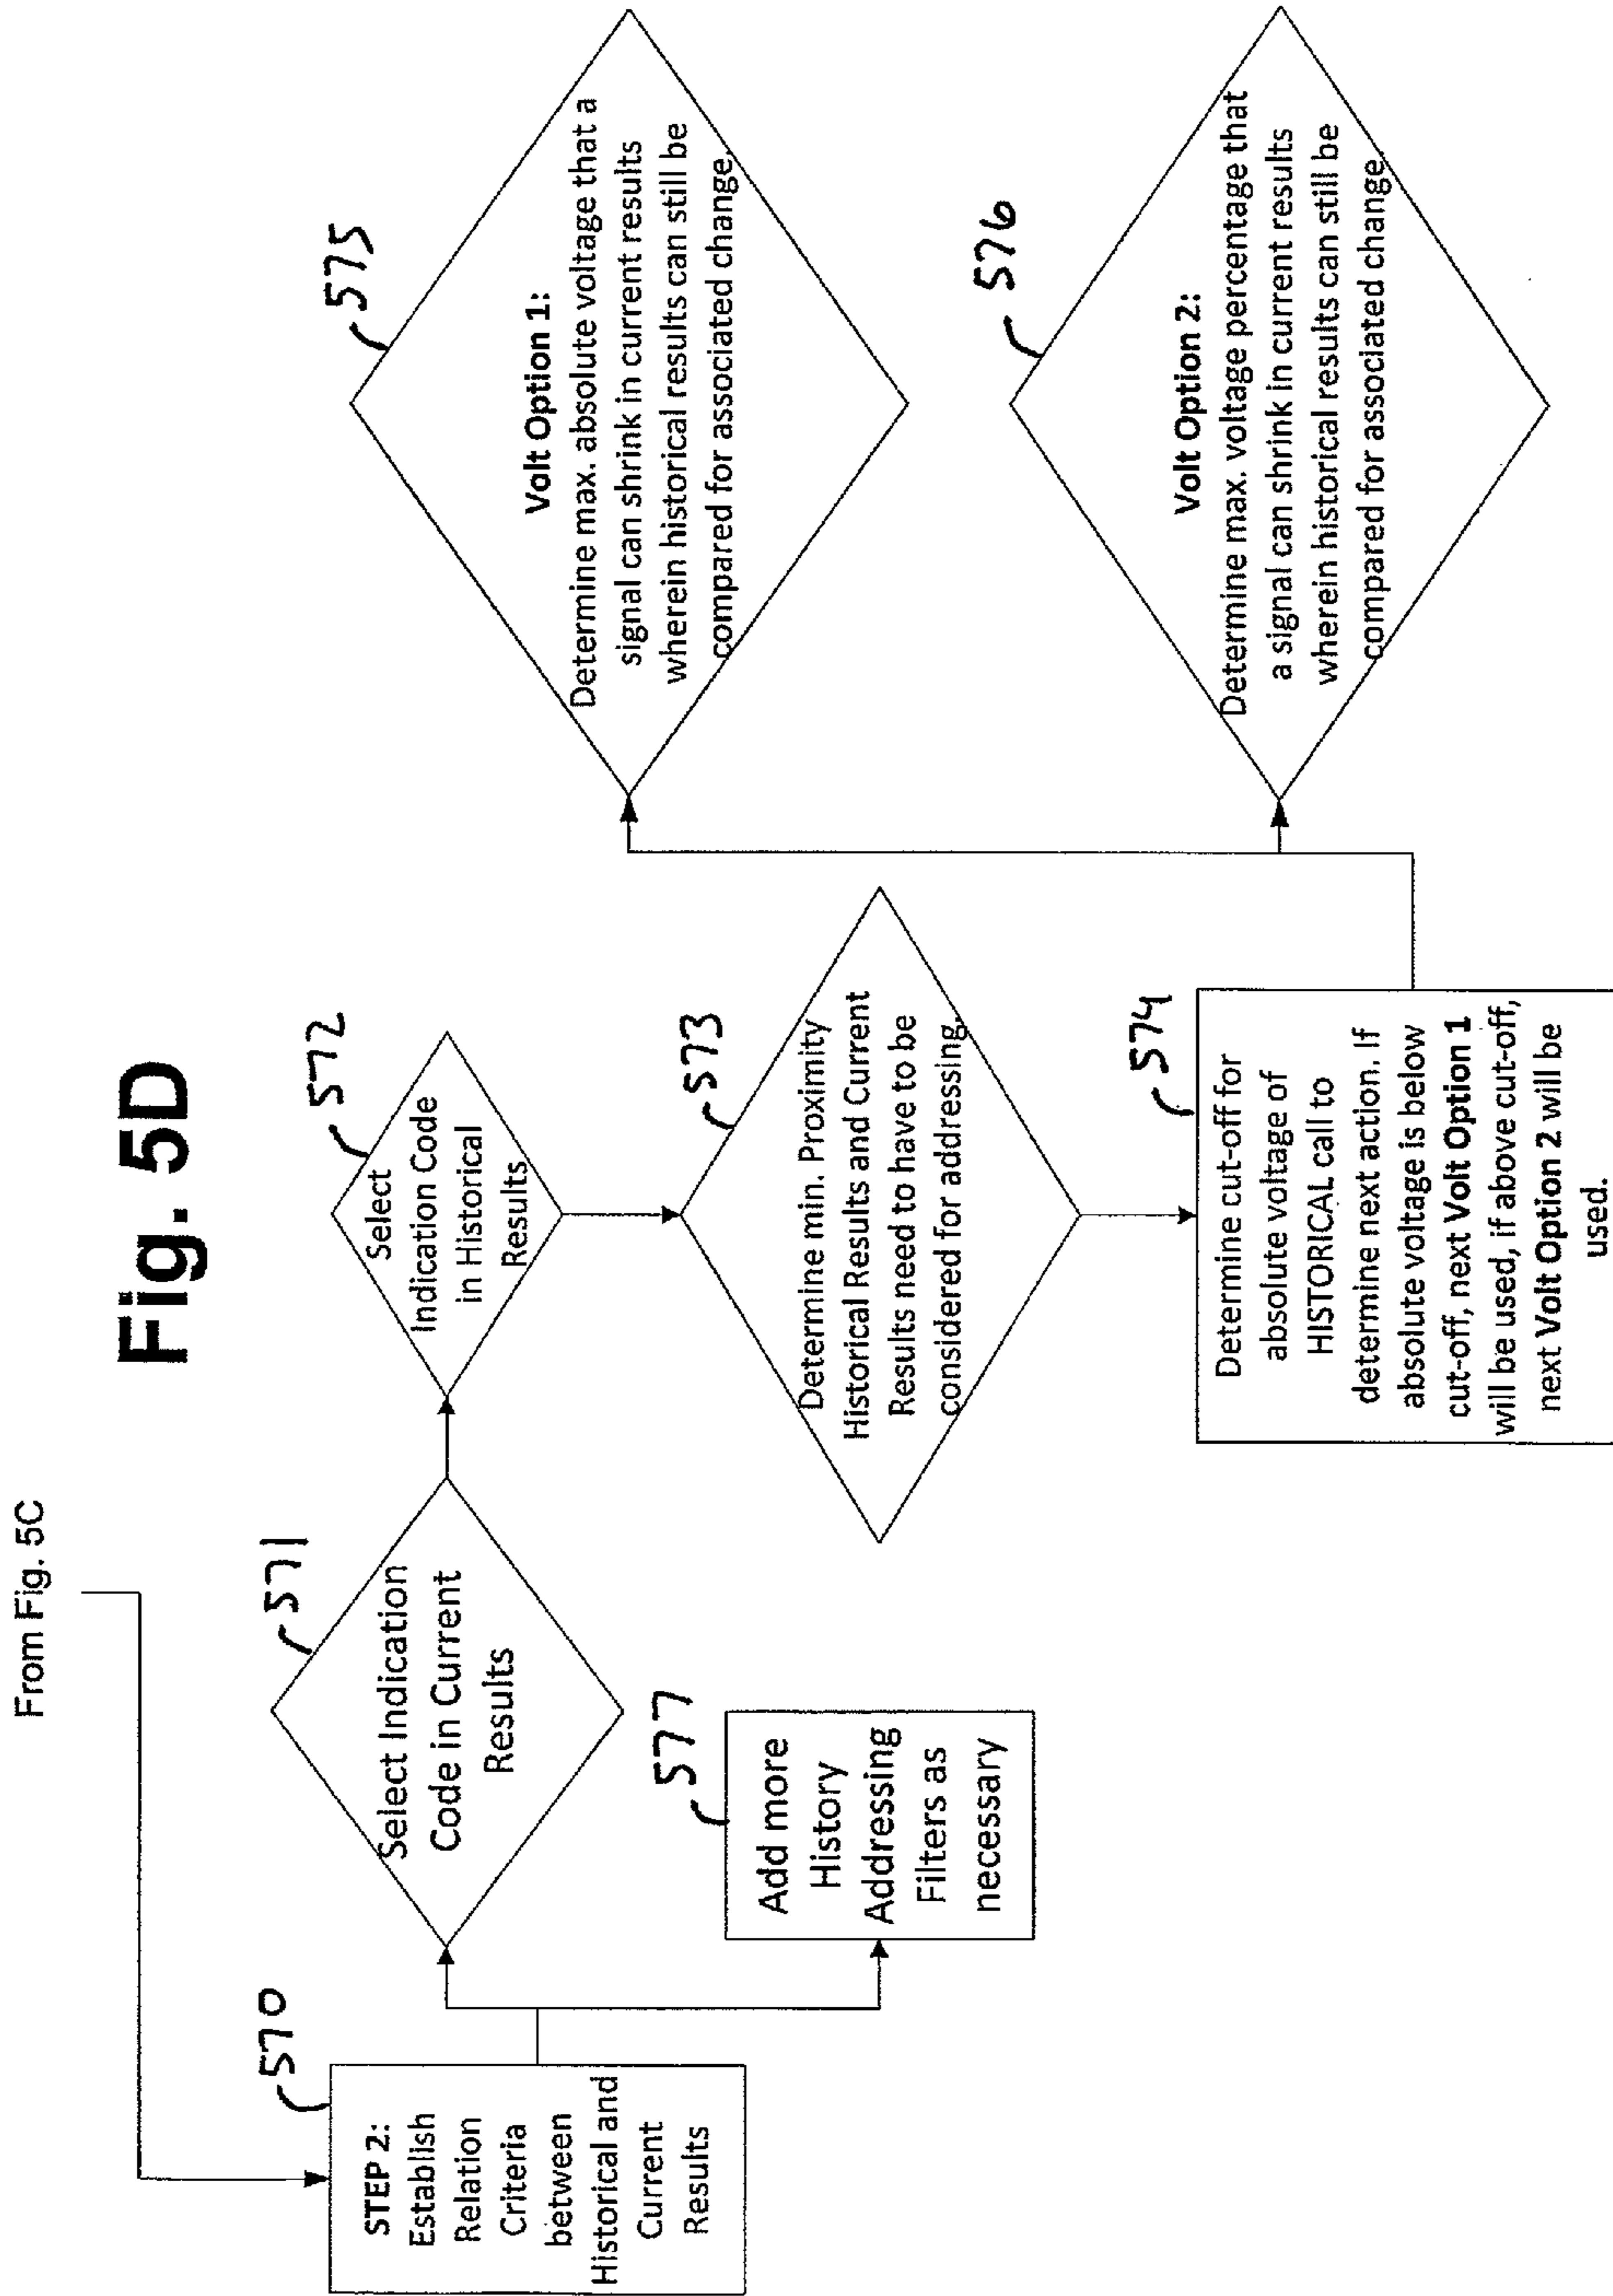 Fig. 5D
From Fig. 5C
570
STEP 2:
Establish
Relation
Criteria
between
Historical and
Current
Results
571
Select Indication
Code in Current
Results
572
Select
Indication Code
in Historical
Results
577
Add more
History
Addressing
Filters as
necessary
573
Determine min. Proximity
Historical Results and Current
Results need to have to be
considered for addressing.
574
Determine cut-off for
absolute voltage of
HISTORICAL call to
determine next action. If
absolute voltage is below
cut-off, next Volt Option 1
will be used, if above cut-off,
next Volt Option 2 will be
used.
575
Volt Option 1:
Determine max. absolute voltage that a
signal can shrink in current results
wherein historical results can still be
compared for associated change.
576
Volt Option 2:
Determine max. voltage percentage that
a signal can shrink in current results
wherein historical results can still be
compared for associated change.